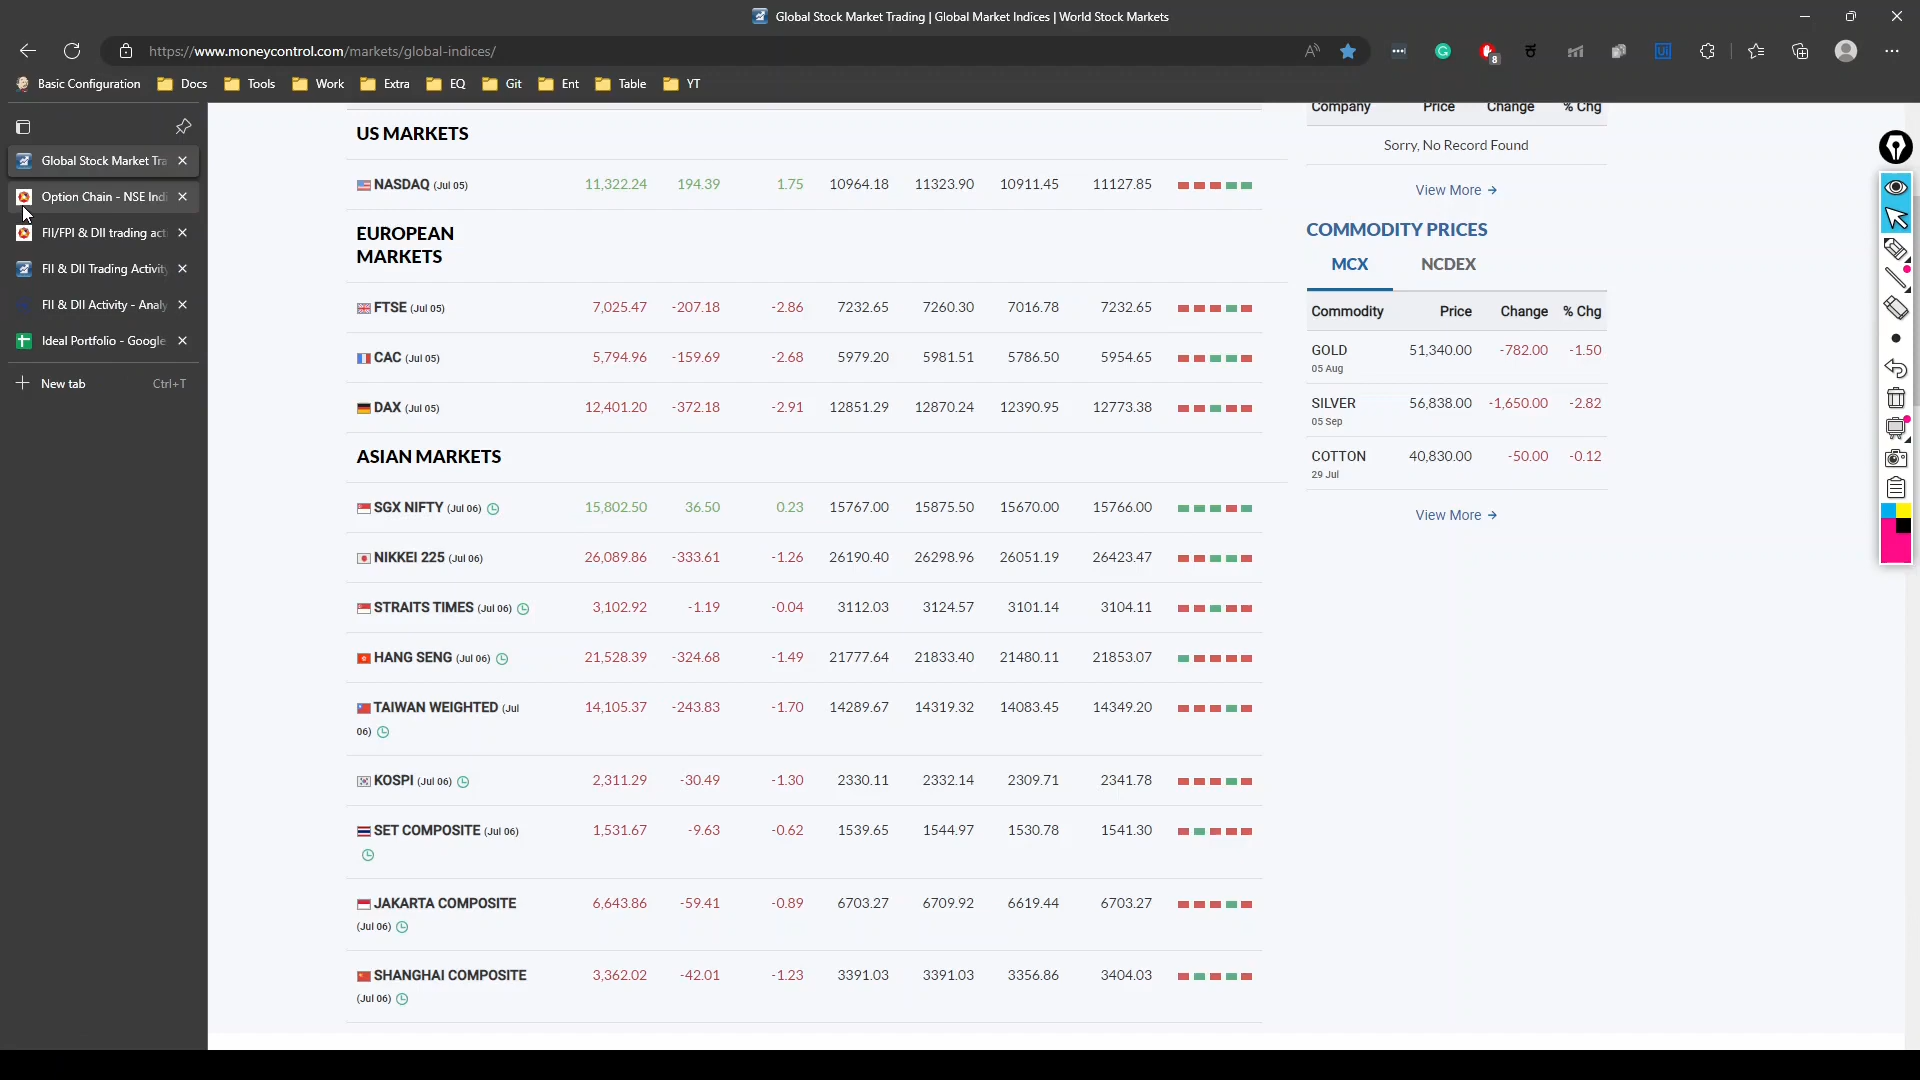 Global Stock Market Trading | Global Market Indices | World Stock Markets
https://www.moneycontrol.com/markets/global-indices/
8
Basic Configuration Docs Tools Work Extra EQ Git Ent Table YT
Global Stock Market Tra
Option Chain - NSE Indi
FII/FPI & DII trading act
FII & DII Trading Activity
FII & DII Activity - Analy
Ideal Portfolio - Google
New tab Ctrl+T
US MARKETS
NASDAQ (Jul 05) 11,322.24 194.39 1.75 10964.18 11323.90 10911.45 11127.85
EUROPEAN
MARKETS
FTSE (Jul 05) 7,025.47 -207.18 -2.86 7232.65 7260.30 7016.78 7232.65
CAC (Jul 05) 5,794.96 -159.69 -2.68 5979.20 5981.51 5786.50 5954.65
DAX (Jul 05) 12,401.20 -372.18 -2.91 12851.29 12870.24 12390.95 12773.38
ASIAN MARKETS
SGX NIFTY (Jul 06) 15,802.50 36.50 0.23 15767.00 15875.50 15670.00 15766.00
NIKKEI 225 (Jul 06) 26,089.86 -333.61 -1.26 26190.40 26298.96 26051.19 26423.47
STRAITS TIMES (Jul 06) 3,102.92 -1.19 -0.04 3112.03 3124.57 3101.14 3104.11
HANG SENG (Jul 06) 21,528.39 -324.68 -1.49 21777.64 21833.40 21480.11 21853.07
TAIWAN WEIGHTED (Jul 14,105.37 -243.83 -1.70 14289.67 14319.32 14083.45 14349.20
06)
KOSPI (Jul 06) 2,311.29 -30.49 -1.30 2330.11 2332.14 2309.71 2341.78
SET COMPOSITE (Jul 06) 1,531.67 -9.63 -0.62 1539.65 1544.97 1530.78 1541.30
JAKARTA COMPOSITE 6,643.86 -59.41 -0.89 6703.27 6709.92 6619.44 6703.27
(Jul 06)
SHANGHAI COMPOSITE 3,362.02 -42.01 -1.23 3391.03 3391.03 3356.86 3404.03
(Jul 06)
Company Price Change % Chg
Sorry, No Record Found
View More
COMMODITY PRICES
MCX NCDEX
Commodity Price Change % Chg
GOLD 51,340.00 -782.00 -1.50
05 Aug
SILVER 56,838.00 -1,650.00 -2.82
05 Sep
COTTON 40,830.00 -50.00 -0.12
29 Jul
View More